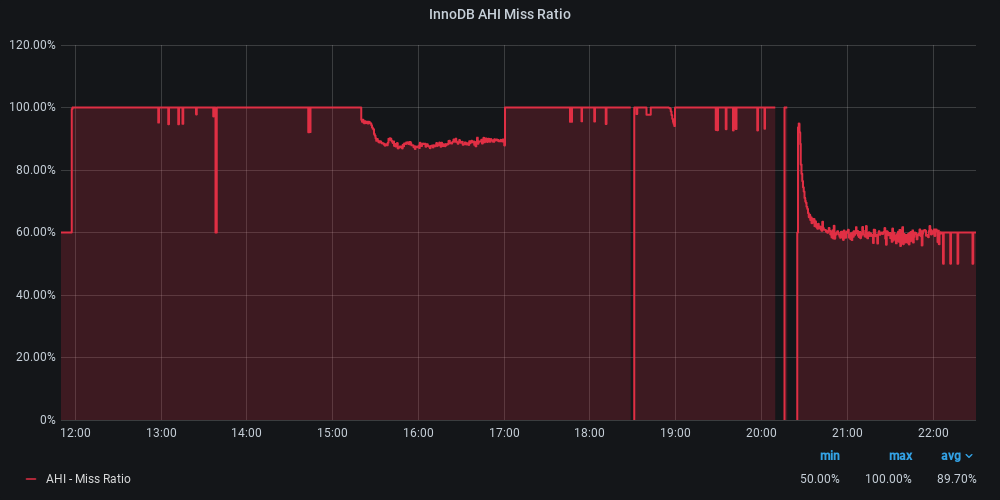 InnoDB AHI Miss Ratio
120.00%
100.00%
80.00%
60.00%
40.00%
20.00%
0%
12:00 13:00 14:00 15:00 16:00 17:00 18:00 19:00 20:00 21:00 22:00
min max avg
AHI - Miss Ratio 50.00% 100.00% 89.70%